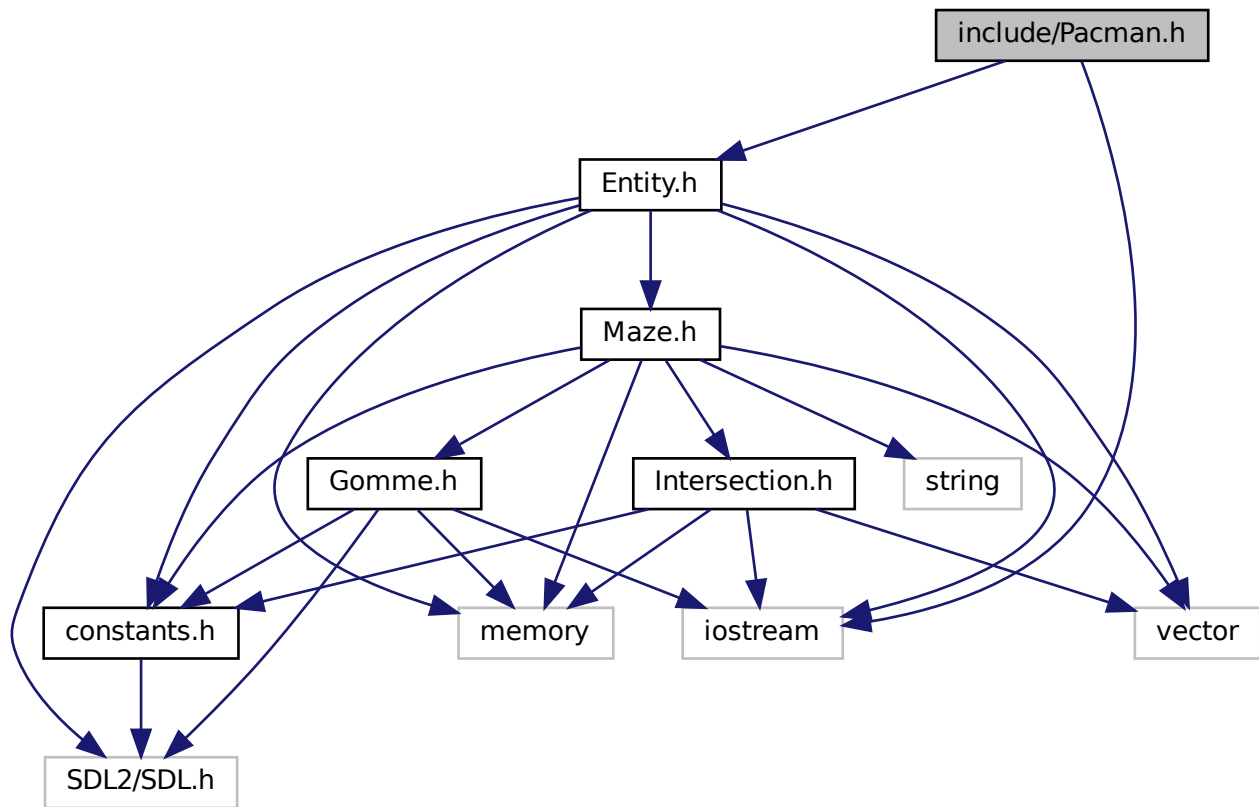 include/Pacman.h
Entity.h
Maze.h
Gomme.h
Intersection.h
string
constants.h
memory
iostream
vector
SDL2/SDL.h